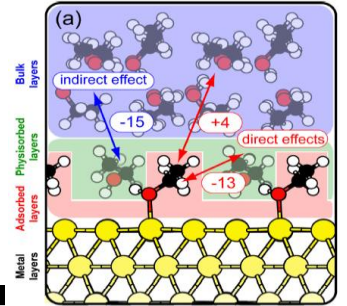 (a)
Bulk
layers
indirect effect
-15
+4
direct effects
-13
Physisorbed
layers
Adsorbed
layers
Metal
layers